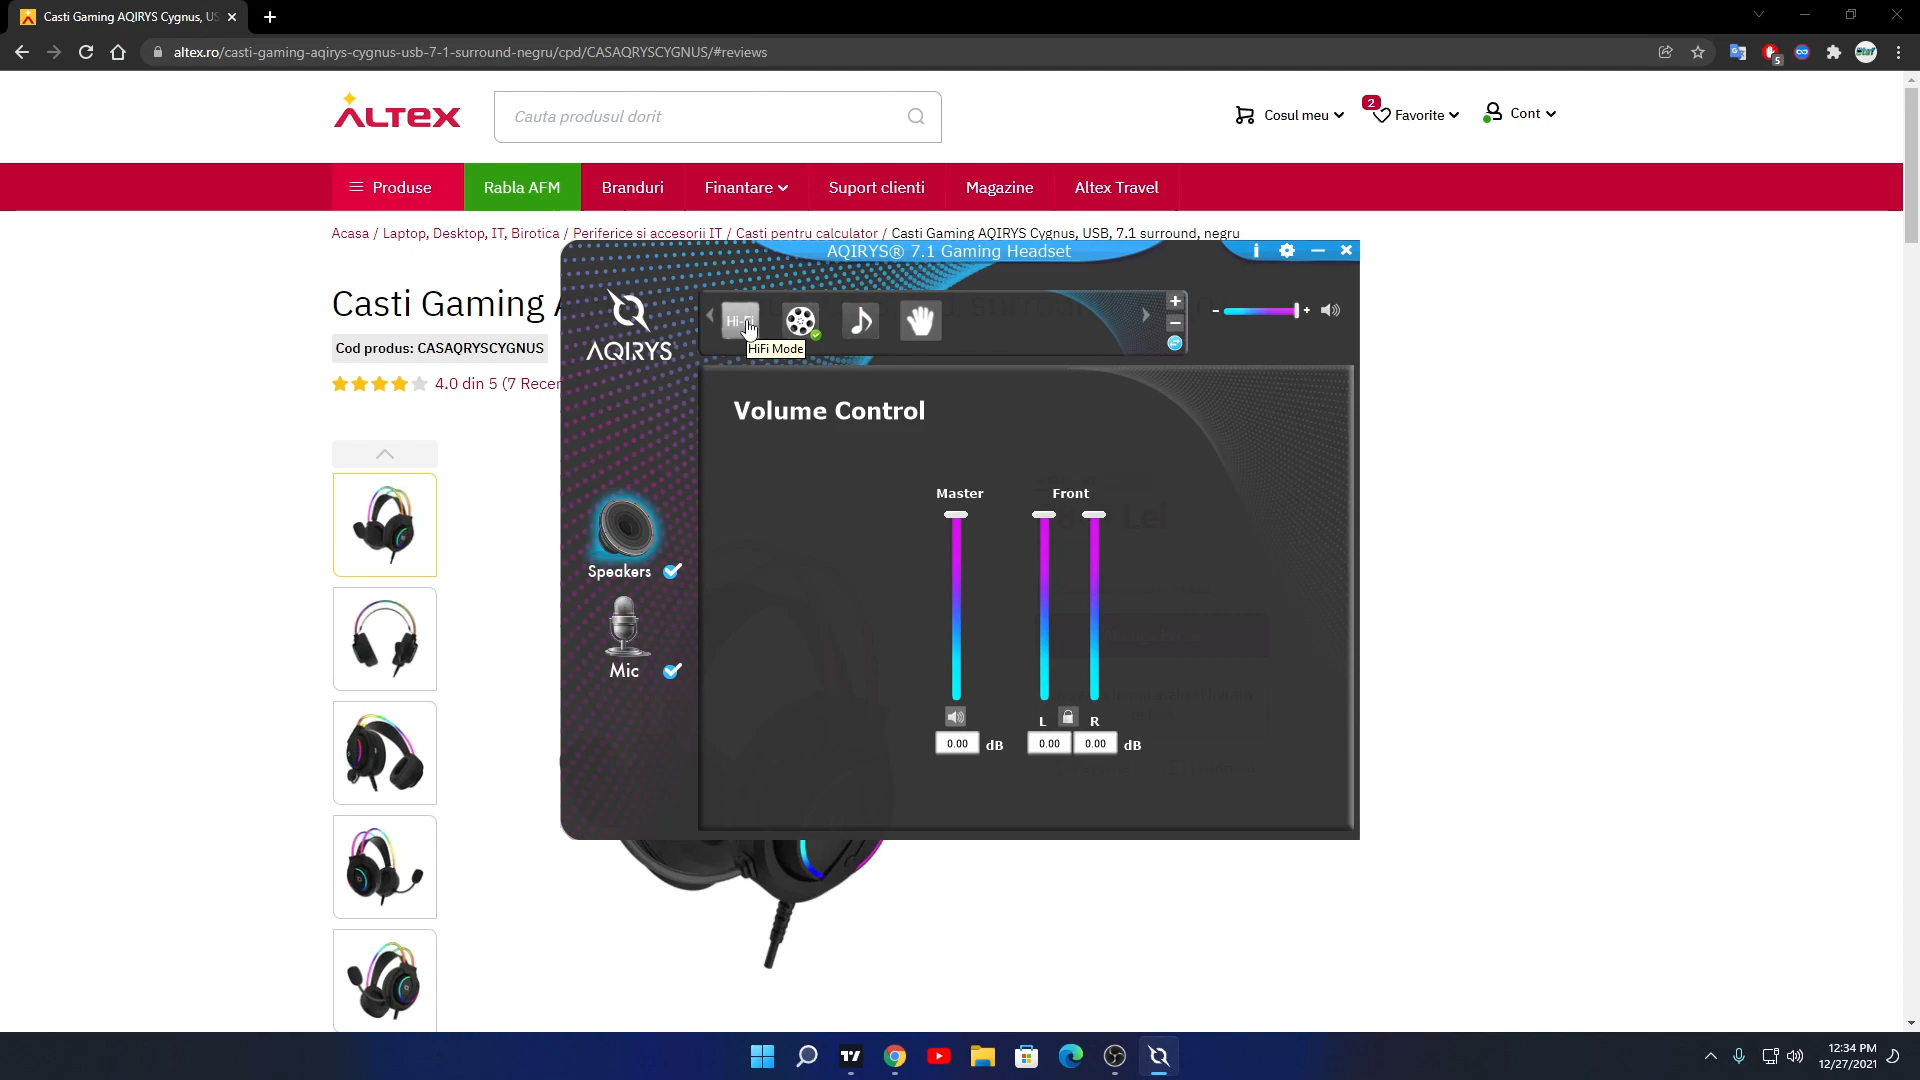 Casti Gaming AQIRYS Cygnus, US
altex.ro/casti-gaming-aqirys-cygnus-usb-7-1-surround-negru/cpd/CASAQRYSCYGNUS/#reviews
5
ALTEX
Cauta produsul dorit
Cosul meu
2
Favorite
Cont
Produse
Rabla AFM
Branduri
Finantare
Suport clienti
Magazine
Altex Travel
Acasa / Laptop, Desktop, IT, Birotica / Periferice si accesorii IT / Casti pentru calculator / Casti Gaming AQIRYS Cygnus, USB, 7.1 surround, negru
AQIRYS® 7.1 Gaming Headset
Casti Gaming
Cod produs: CASAQRYSCYGNUS
4.0 din 5 (7 Recen
AQIRYS
Hi-Fi
HiFi Mode
Volume Control
Master
Front
Lei
Speakers
Mic
L
R
0.00 dB
0.00 0.00 dB
12:34 PM
12/27/2021